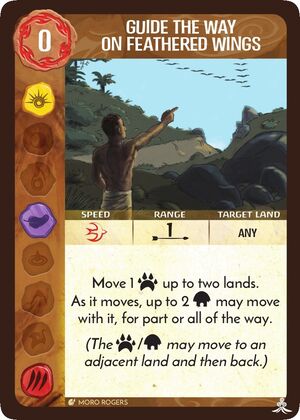 0
GUIDE THE WAY
ON FEATHERED WINGS
SPEED RANGE TARGET LAND
1 ANY
Move 1 up to two lands.
As it moves, up to 2 may move
with it, for part or all of the way.
(The / may move to an
adjacent land and then back.)
MORO ROGERS